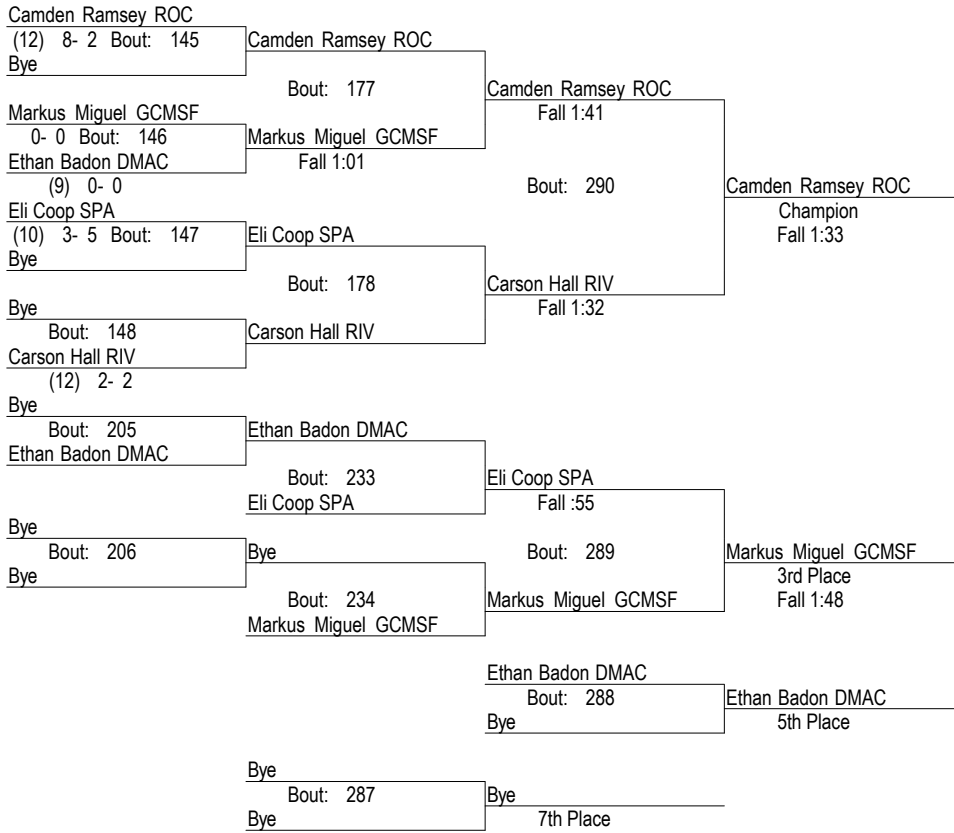 Camden Ramsey ROC
(12) 8- 2 Bout: 145 Camden Ramsey ROC
Bye
Bout: 177 Camden Ramsey ROC
Markus Miguel GCMSF Fall 1:41
0- 0 Bout: 146 Markus Miguel GCMSF
Ethan Badon DMAC Fall 1:01
(9) 0- 0 Bout: 290 Camden Ramsey ROC
Eli Coop SPA Champion
(10) 3- 5 Bout: 147 Eli Coop SPA Fall 1:33
Bye
Bout: 178 Carson Hall RIV
Bye Fall 1:32
Bout: 148 Carson Hall RIV
Carson Hall RIV
(12) 2- 2
Bye
Bout: 205 Ethan Badon DMAC
Ethan Badon DMAC
Bout: 233 Eli Coop SPA
Eli Coop SPA Fall :55
Bye
Bout: 206 Bye Bout: 289 Markus Miguel GCMSF
Bye 3rd Place
Bout: 234 Markus Miguel GCMSF Fall 1:48
Markus Miguel GCMSF
Ethan Badon DMAC
Bout: 288 Ethan Badon DMAC
Bye 5th Place
Bye
Bout: 287 Bye
Bye 7th Place